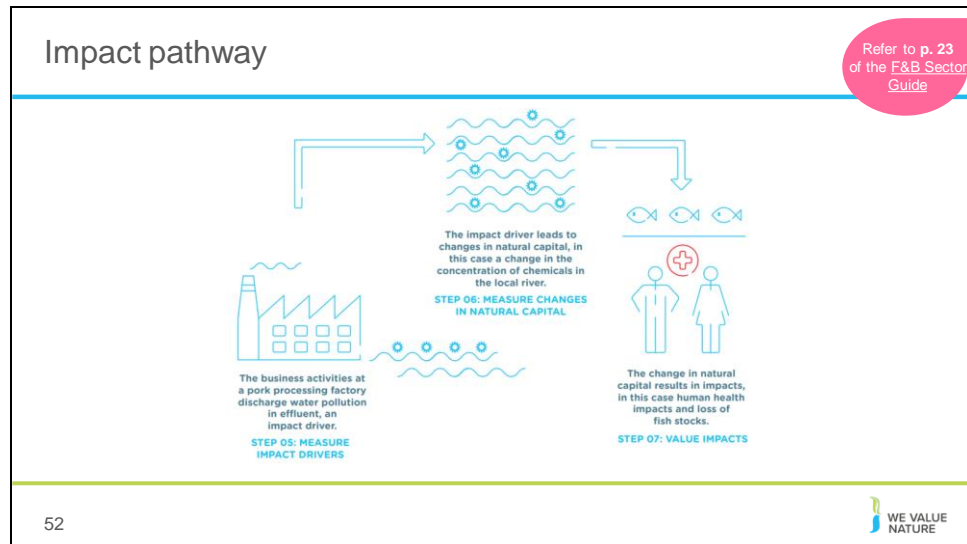 Impact pathway
Refer to p. 23
of the F&B Sector
Guide
The impact driver leads to
changes in natural capital, in
this case a change in the
concentration of chemicals in
the local river.
STEP 06: MEASURE CHANGES
IN NATURAL CAPITAL
The business activities at
a pork processing factory
discharge water pollution
in effluent, an
impact driver.
STEP 05: MEASURE
IMPACT DRIVERS
The change in natural
capital results in impacts,
in this case human health
impacts and loss of
fish stocks.
STEP 07: VALUE IMPACTS
52
WE VALUE
NATURE